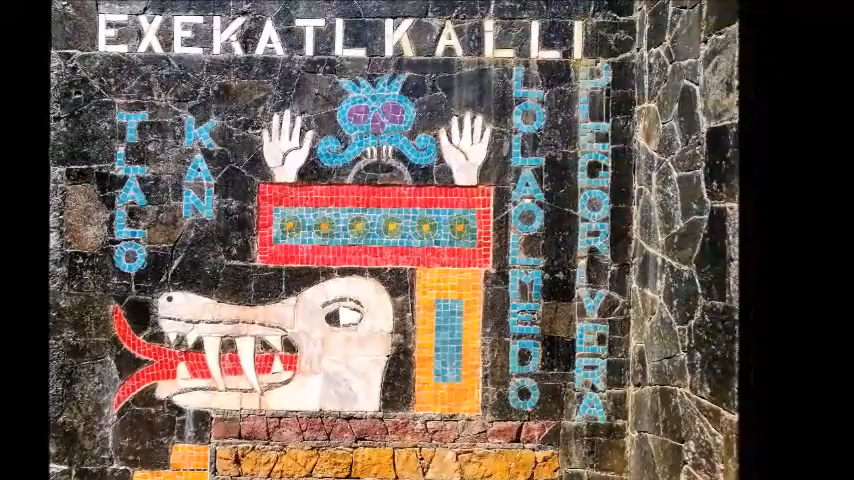 EXEKATLKALLI
TLALO
KAN
LOLAOLMEDO
DIEGORIVERA